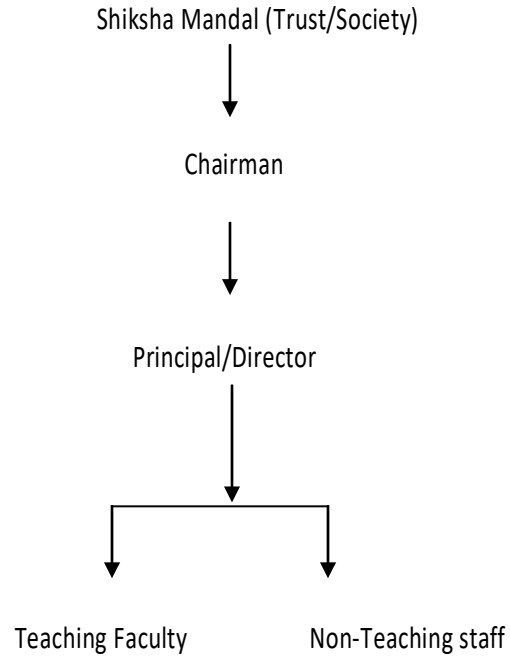 Shiksha Mandal (Trust/Society)
Chairman
Principal/Director
Teaching Faculty
Non-Teaching staff